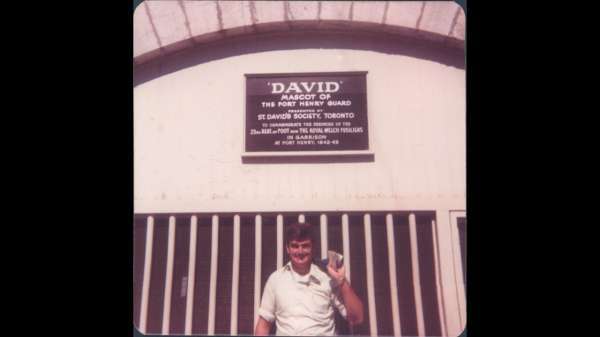 'DAVID'
MASCOT OF
THE FORT HENRY GUARD
PRESENTED BY
ST. DAVID'S SOCIETY, TORONTO
TO COMMEMORATE THE SERVICES OF THE
23RD REGT. OF FOOT NOW THE ROYAL WELCH FUSILIERS
IN GARRISON
AT FORT HENRY, 1842-43